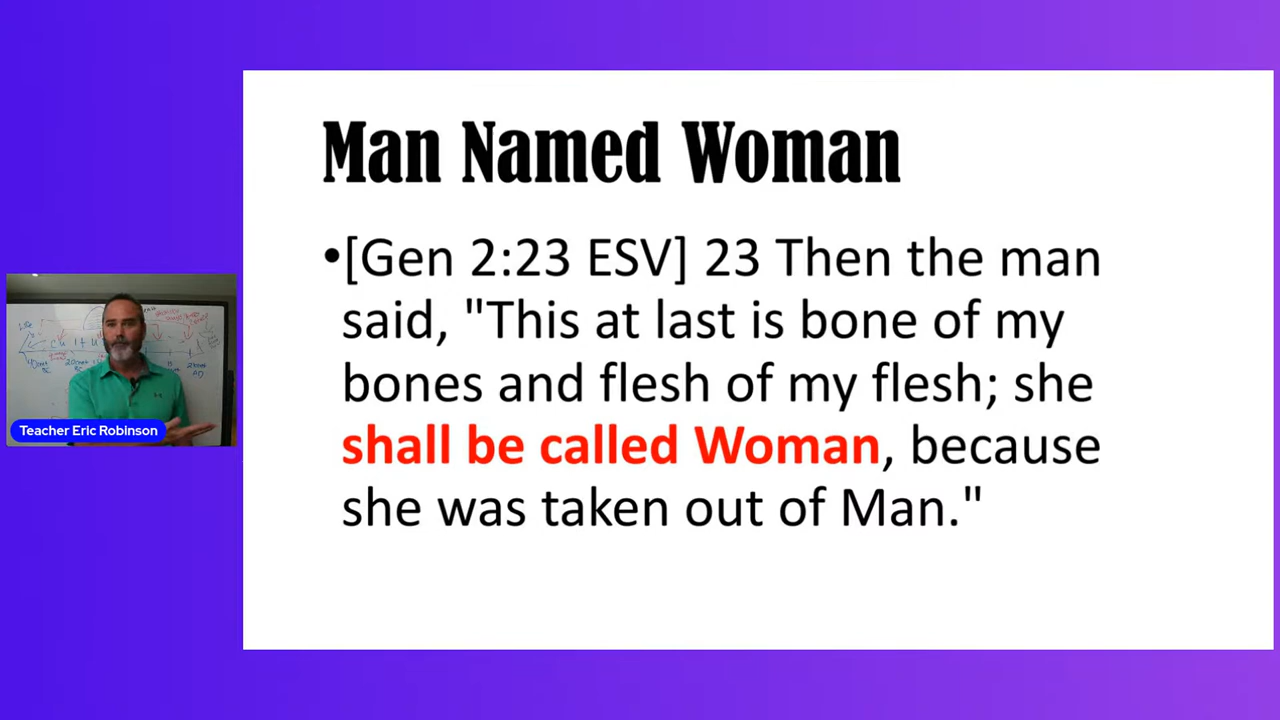 Man Named Woman
•[Gen 2:23 ESV] 23 Then the man
said, "This at last is bone of my
bones and flesh of my flesh; she
shall be called Woman, because
she was taken out of Man."
Teacher Eric Robinson